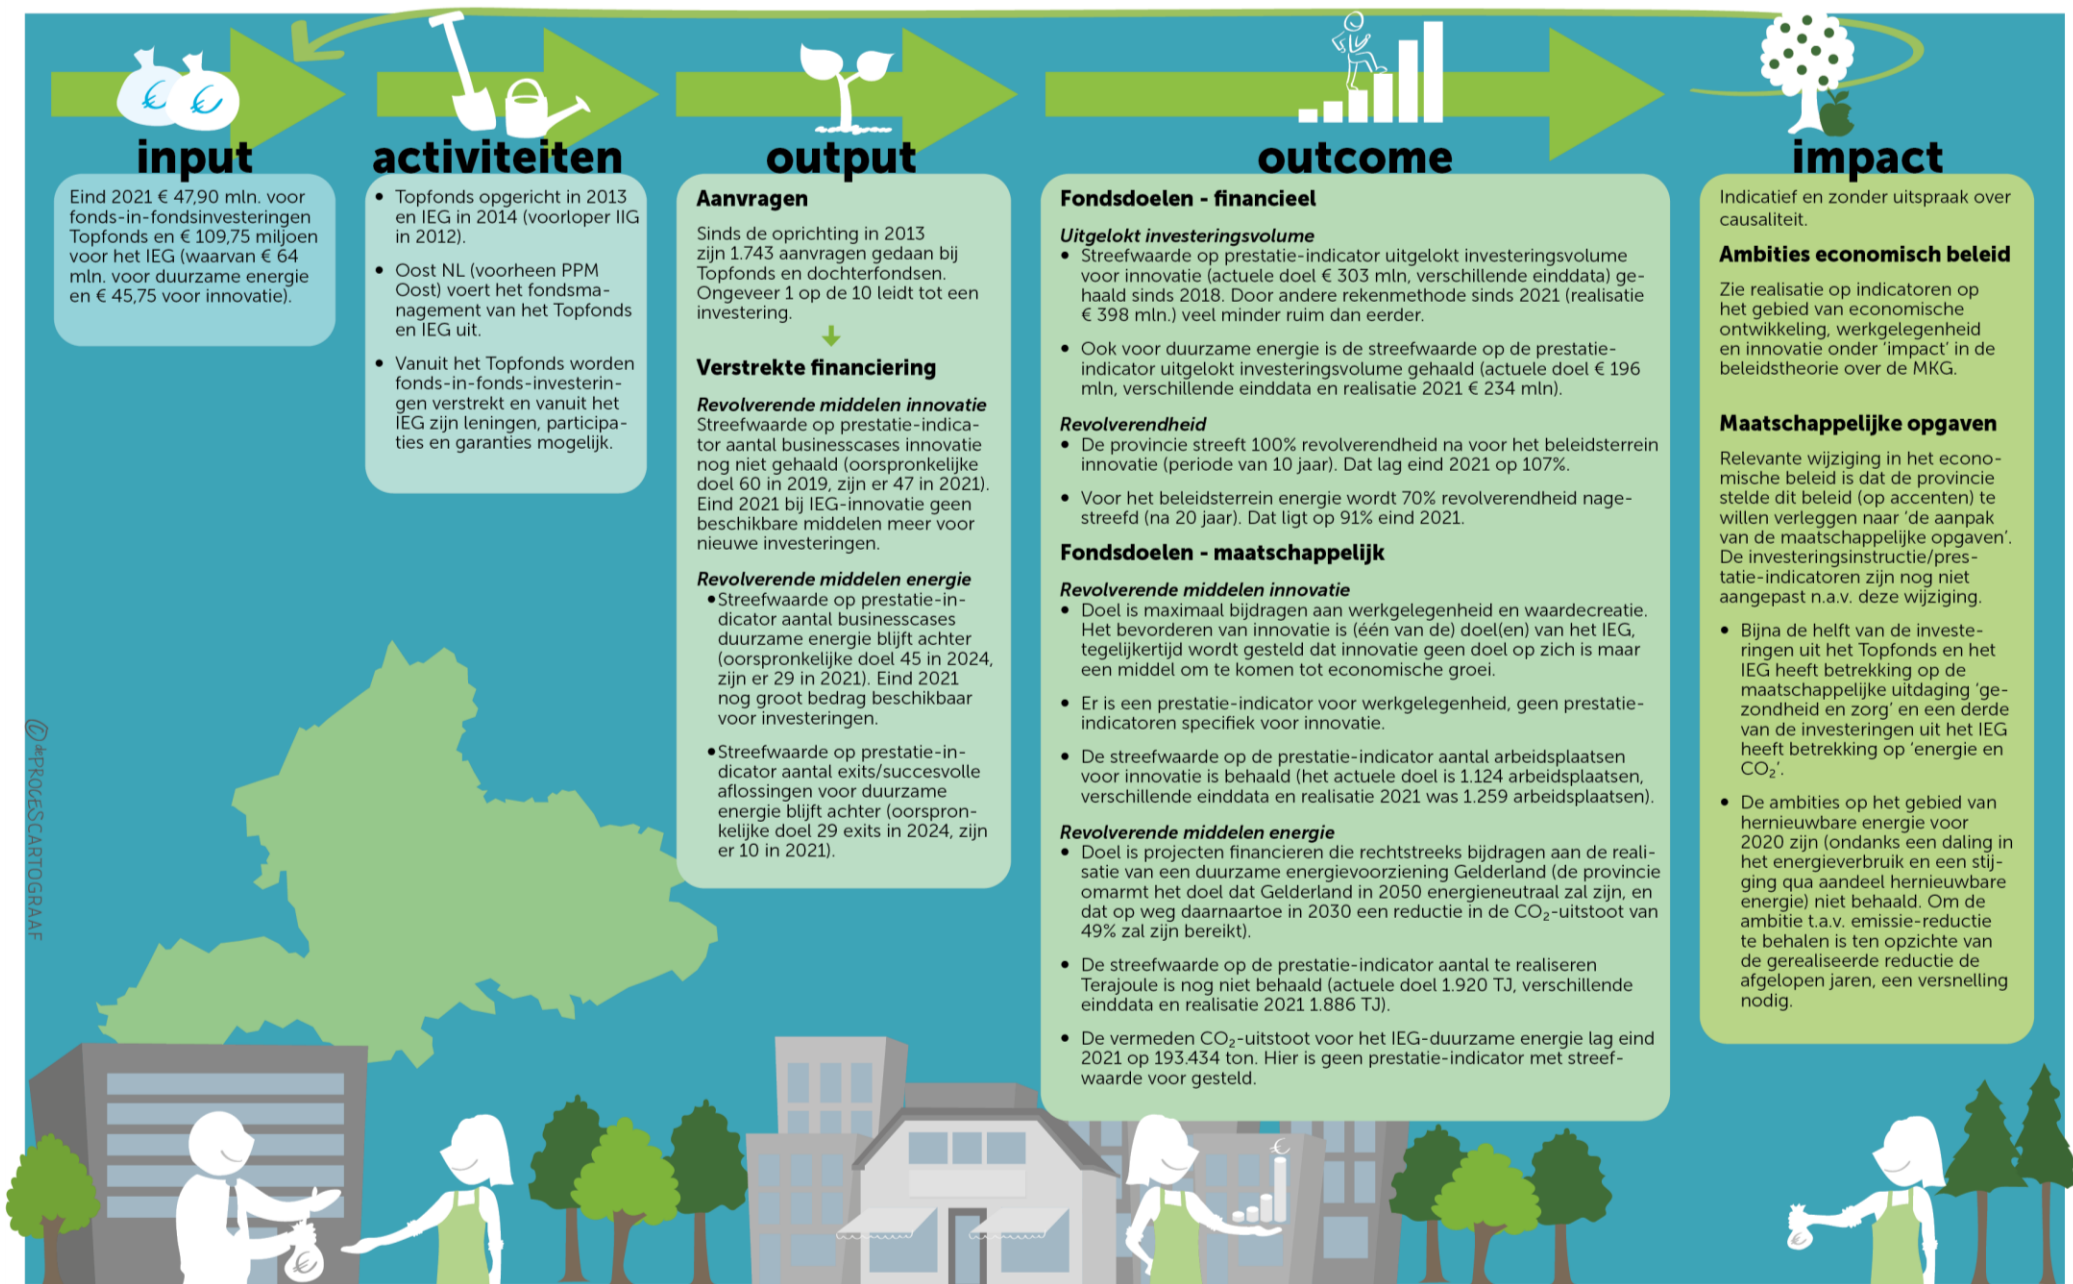 input
Eind 2021 € 47,90 mln. voor
fonds-in-fondsinvesteringen
Topfonds en € 109,75 miljoen
voor het IEG (waarvan € 64
mln. voor duurzame energie
en € 45,75 voor innovatie).
activiteiten
• Topfonds opgericht in 2013
en IEG in 2014 (voorloper IIG
in 2012).
• Oost NL (voorheen PPM
Oost) voert het fondsma-
nagement van het Topfonds
en IEG uit.
• Vanuit het Topfonds worden
fonds-in-fonds-investerin-
gen verstrekt en vanuit het
IEG zijn leningen, participa-
ties en garanties mogelijk.
output
Aanvragen
Sinds de oprichting in 2013
zijn 1.743 aanvragen gedaan bij
Topfonds en dochterfondsen.
Ongeveer 1 op de 10 leidt tot een
investering.
Verstrekte financiering
Revolverende middelen innovatie
Streefwaarde op prestatie-indica-
tor aantal businesscases innovatie
nog niet gehaald (oorspronkelijke
doel 60 in 2019, zijn er 47 in 2021).
Eind 2021 bij IEG-innovatie geen
beschikbare middelen meer voor
nieuwe investeringen.
Revolverende middelen energie
•Streefwaarde op prestatie-in-
dicator aantal businesscases
duurzame energie blijft achter
(oorspronkelijke doel 45 in 2024,
zijn er 29 in 2021). Eind 2021
nog groot bedrag beschikbaar
voor investeringen.
•Streefwaarde op prestatie-in-
dicator aantal exits/succesvolle
aflossingen voor duurzame
energie blijft achter (oorspron-
kelijke doel 29 exits in 2024, zijn
er 10 in 2021).
outcome
Fondsdoelen - financieel
Uitgelokt investeringsvolume
• Streefwaarde op prestatie-indicator uitgelokt investeringsvolume
voor innovatie (actuele doel € 303 mln, verschillende einddata) ge-
haald sinds 2018. Door andere rekenmethode sinds 2021 (realisatie
€ 398 mln.) veel minder ruim dan eerder.
• Ook voor duurzame energie is de streefwaarde op de prestatie-
indicator uitgelokt investeringsvolume gehaald (actuele doel € 196
mln, verschillende einddata en realisatie 2021 € 234 mln).
Revolverendheid
• De provincie streeft 100% revolverendheid na voor het beleidsterrein
innovatie (periode van 10 jaar). Dat lag eind 2021 op 107%.
• Voor het beleidsterrein energie wordt 70% revolverendheid nage-
streefd (na 20 jaar). Dat ligt op 91% eind 2021.
Fondsdoelen - maatschappelijk
Revolverende middelen innovatie
• Doel is maximaal bijdragen aan werkgelegenheid en waardecreatie.
Het bevorderen van innovatie is (één van de) doel(en) van het IEG,
tegelijkertijd wordt gesteld dat innovatie geen doel op zich is maar
een middel om te komen tot economische groei.
• Er is een prestatie-indicator voor werkgelegenheid, geen prestatie-
indicatoren specifiek voor innovatie.
• De streefwaarde op de prestatie-indicator aantal arbeidsplaatsen
voor innovatie is behaald (het actuele doel is 1.124 arbeidsplaatsen,
verschillende einddata en realisatie 2021 was 1.259 arbeidsplaatsen).
Revolverende middelen energie
• Doel is projecten financieren die rechtstreeks bijdragen aan de reali-
satie van een duurzame energievoorziening Gelderland (de provincie
omarmt het doel dat Gelderland in 2050 energieneutraal zal zijn, en
dat op weg daarnaartoe in 2030 een reductie in de CO₂-uitstoot van
49% zal zijn bereikt).
• De streefwaarde op de prestatie-indicator aantal te realiseren
Terajoule is nog niet behaald (actuele doel 1.920 TJ, verschillende
einddata en realisatie 2021 1.886 TJ).
• De vermeden CO₂-uitstoot voor het IEG-duurzame energie lag eind
2021 op 193.434 ton. Hier is geen prestatie-indicator met streef-
waarde voor gesteld.
impact
Indicatief en zonder uitspraak over
causaliteit.
Ambities economisch beleid
Zie realisatie op indicatoren op
het gebied van economische
ontwikkeling, werkgelegenheid
en innovatie onder ‘impact’ in de
beleidstheorie over de MKG.
Maatschappelijke opgaven
Relevante wijziging in het econo-
mische beleid is dat de provincie
stelde dit beleid (op accenten) te
willen verleggen naar ‘de aanpak
van de maatschappelijke opgaven’.
De investeringsinstructie/pres-
tatie-indicatoren zijn nog niet
aangepast n.a.v. deze wijziging.
• Bijna de helft van de investe-
ringen uit het Topfonds en het
IEG heeft betrekking op de
maatschappelijke uitdaging ‘ge-
zondheid en zorg’ en een derde
van de investeringen uit het IEG
heeft betrekking op ‘energie en
CO₂’.
• De ambities op het gebied van
hernieuwbare energie voor
2020 zijn (ondanks een daling in
het energieverbruik en een stij-
ging qua aandeel hernieuwbare
energie) niet behaald. Om de
ambitie t.a.v. emissie-reductie
te behalen is ten opzichte van
de gerealiseerde reductie de
afgelopen jaren, een versnelling
nodig.
© de PROCESCARTOGRAAF
€
€
€
€
€